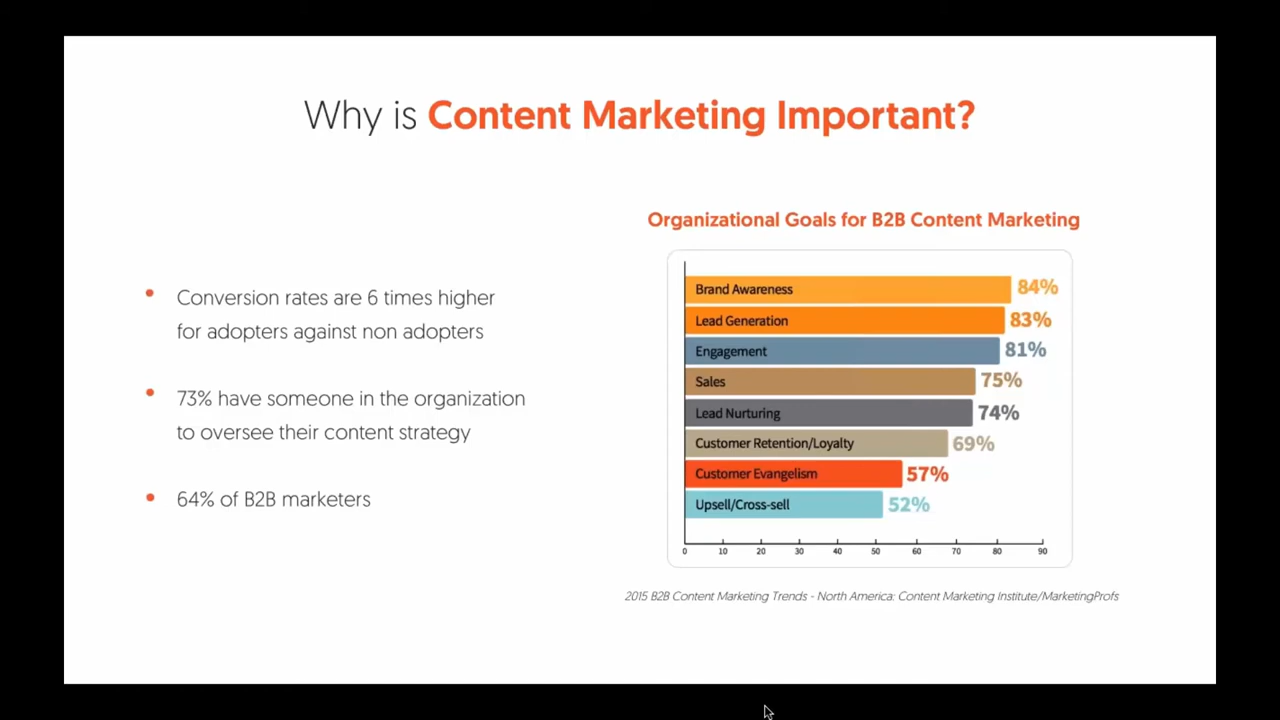 Why is Content Marketing Important?
Conversion rates are 6 times higher
for adopters against non adopters
73% have someone in the organization
to oversee their content strategy
64% of B2B marketers
Organizational Goals for B2B Content Marketing
Brand Awareness 84%
Lead Generation 83%
Engagement 81%
Sales 75%
Lead Nurturing 74%
Customer Retention/Loyalty 69%
Customer Evangelism 57%
Upsell/Cross-sell 52%
0 10 20 30 40 50 60 70 80 90
2015 B2B Content Marketing Trends - North America: Content Marketing Institute/MarketingProfs